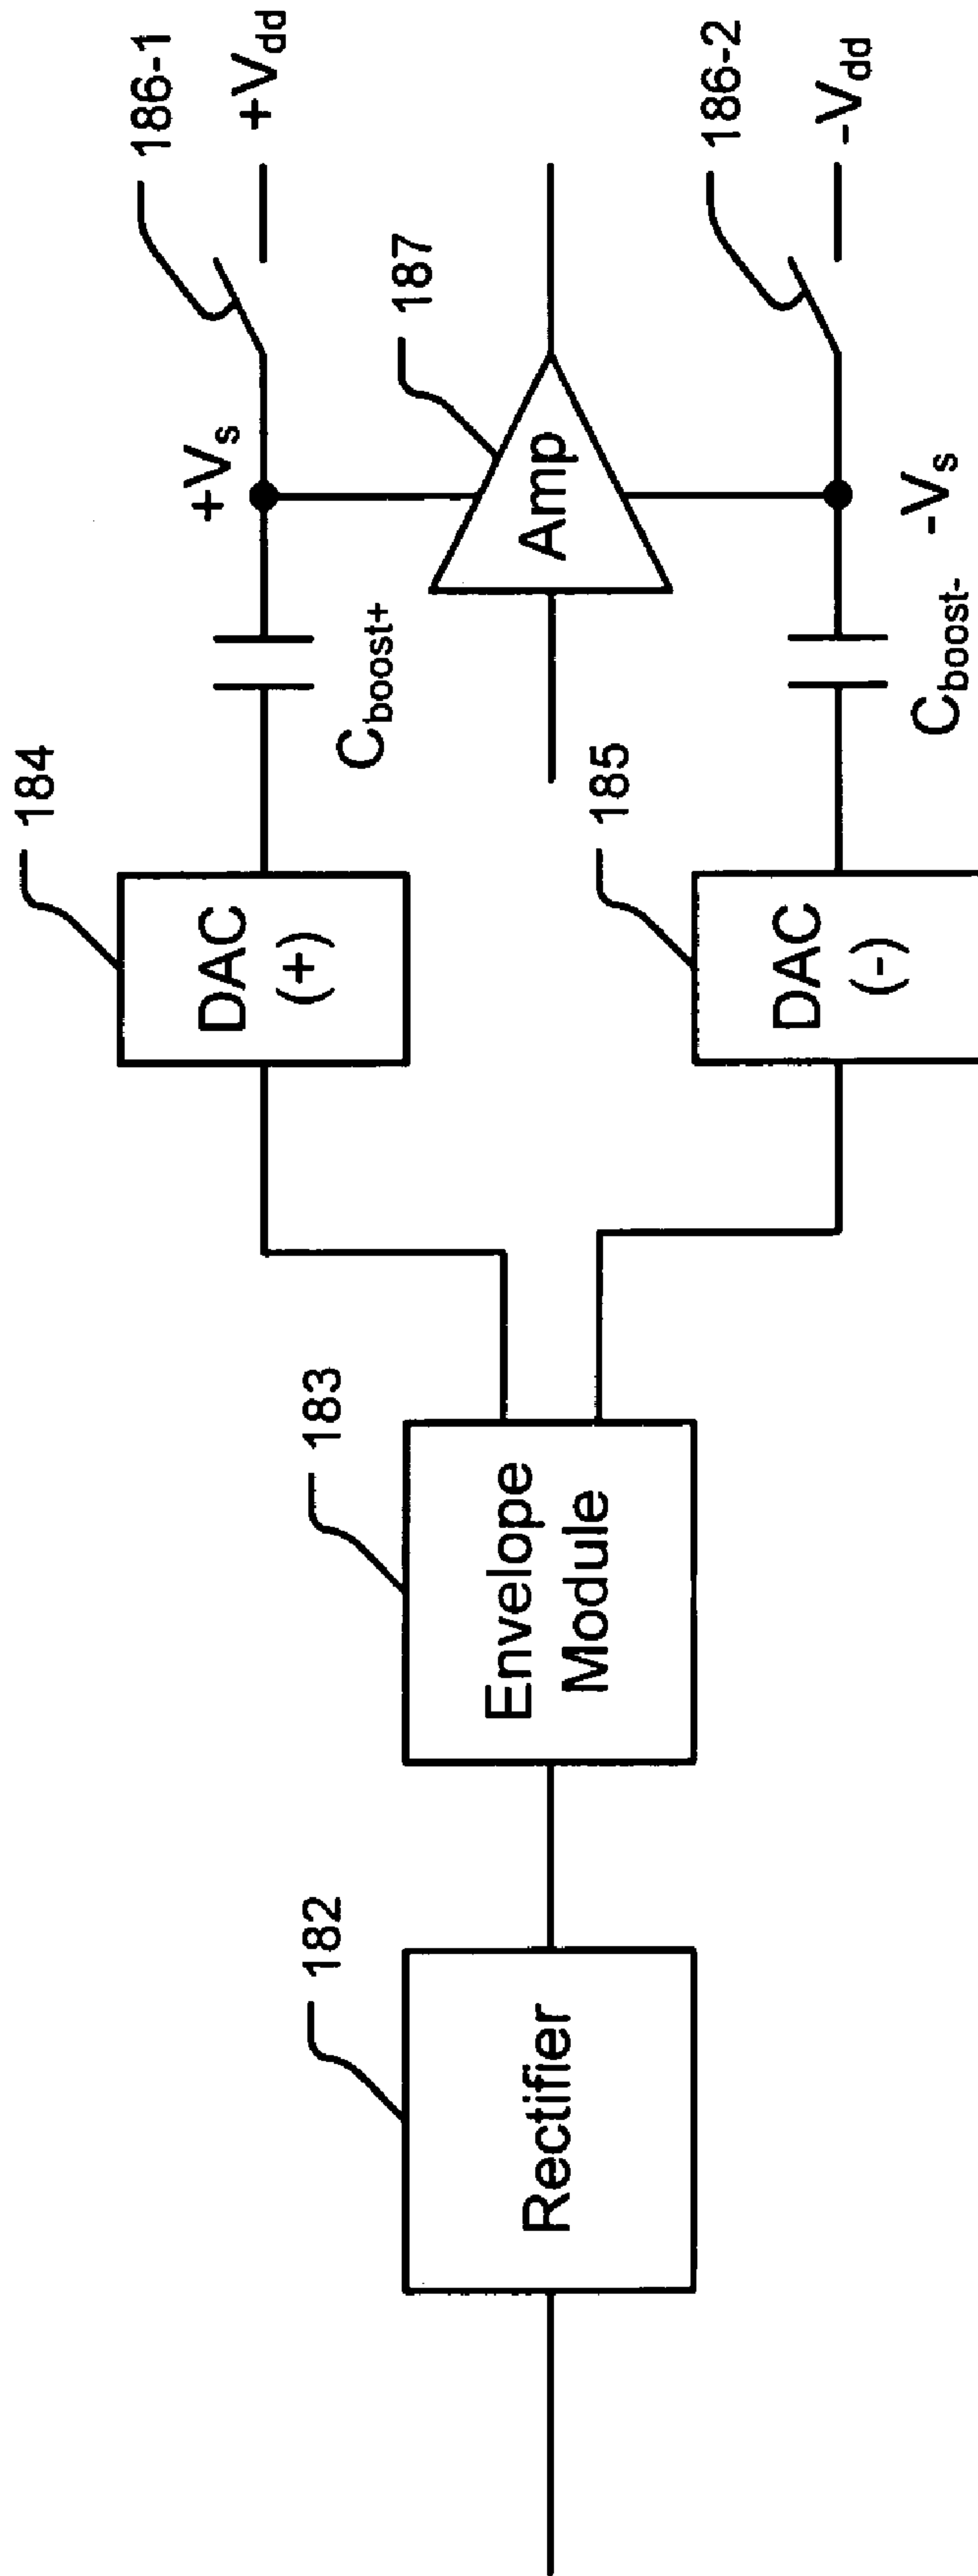 Rectifier
182
Envelope
Module
183
DAC
(+)
184
DAC
(-)
185
C_boost+
C_boost-
+V_s
-V_s
Amp
187
186-1
+V_dd
186-2
-V_dd